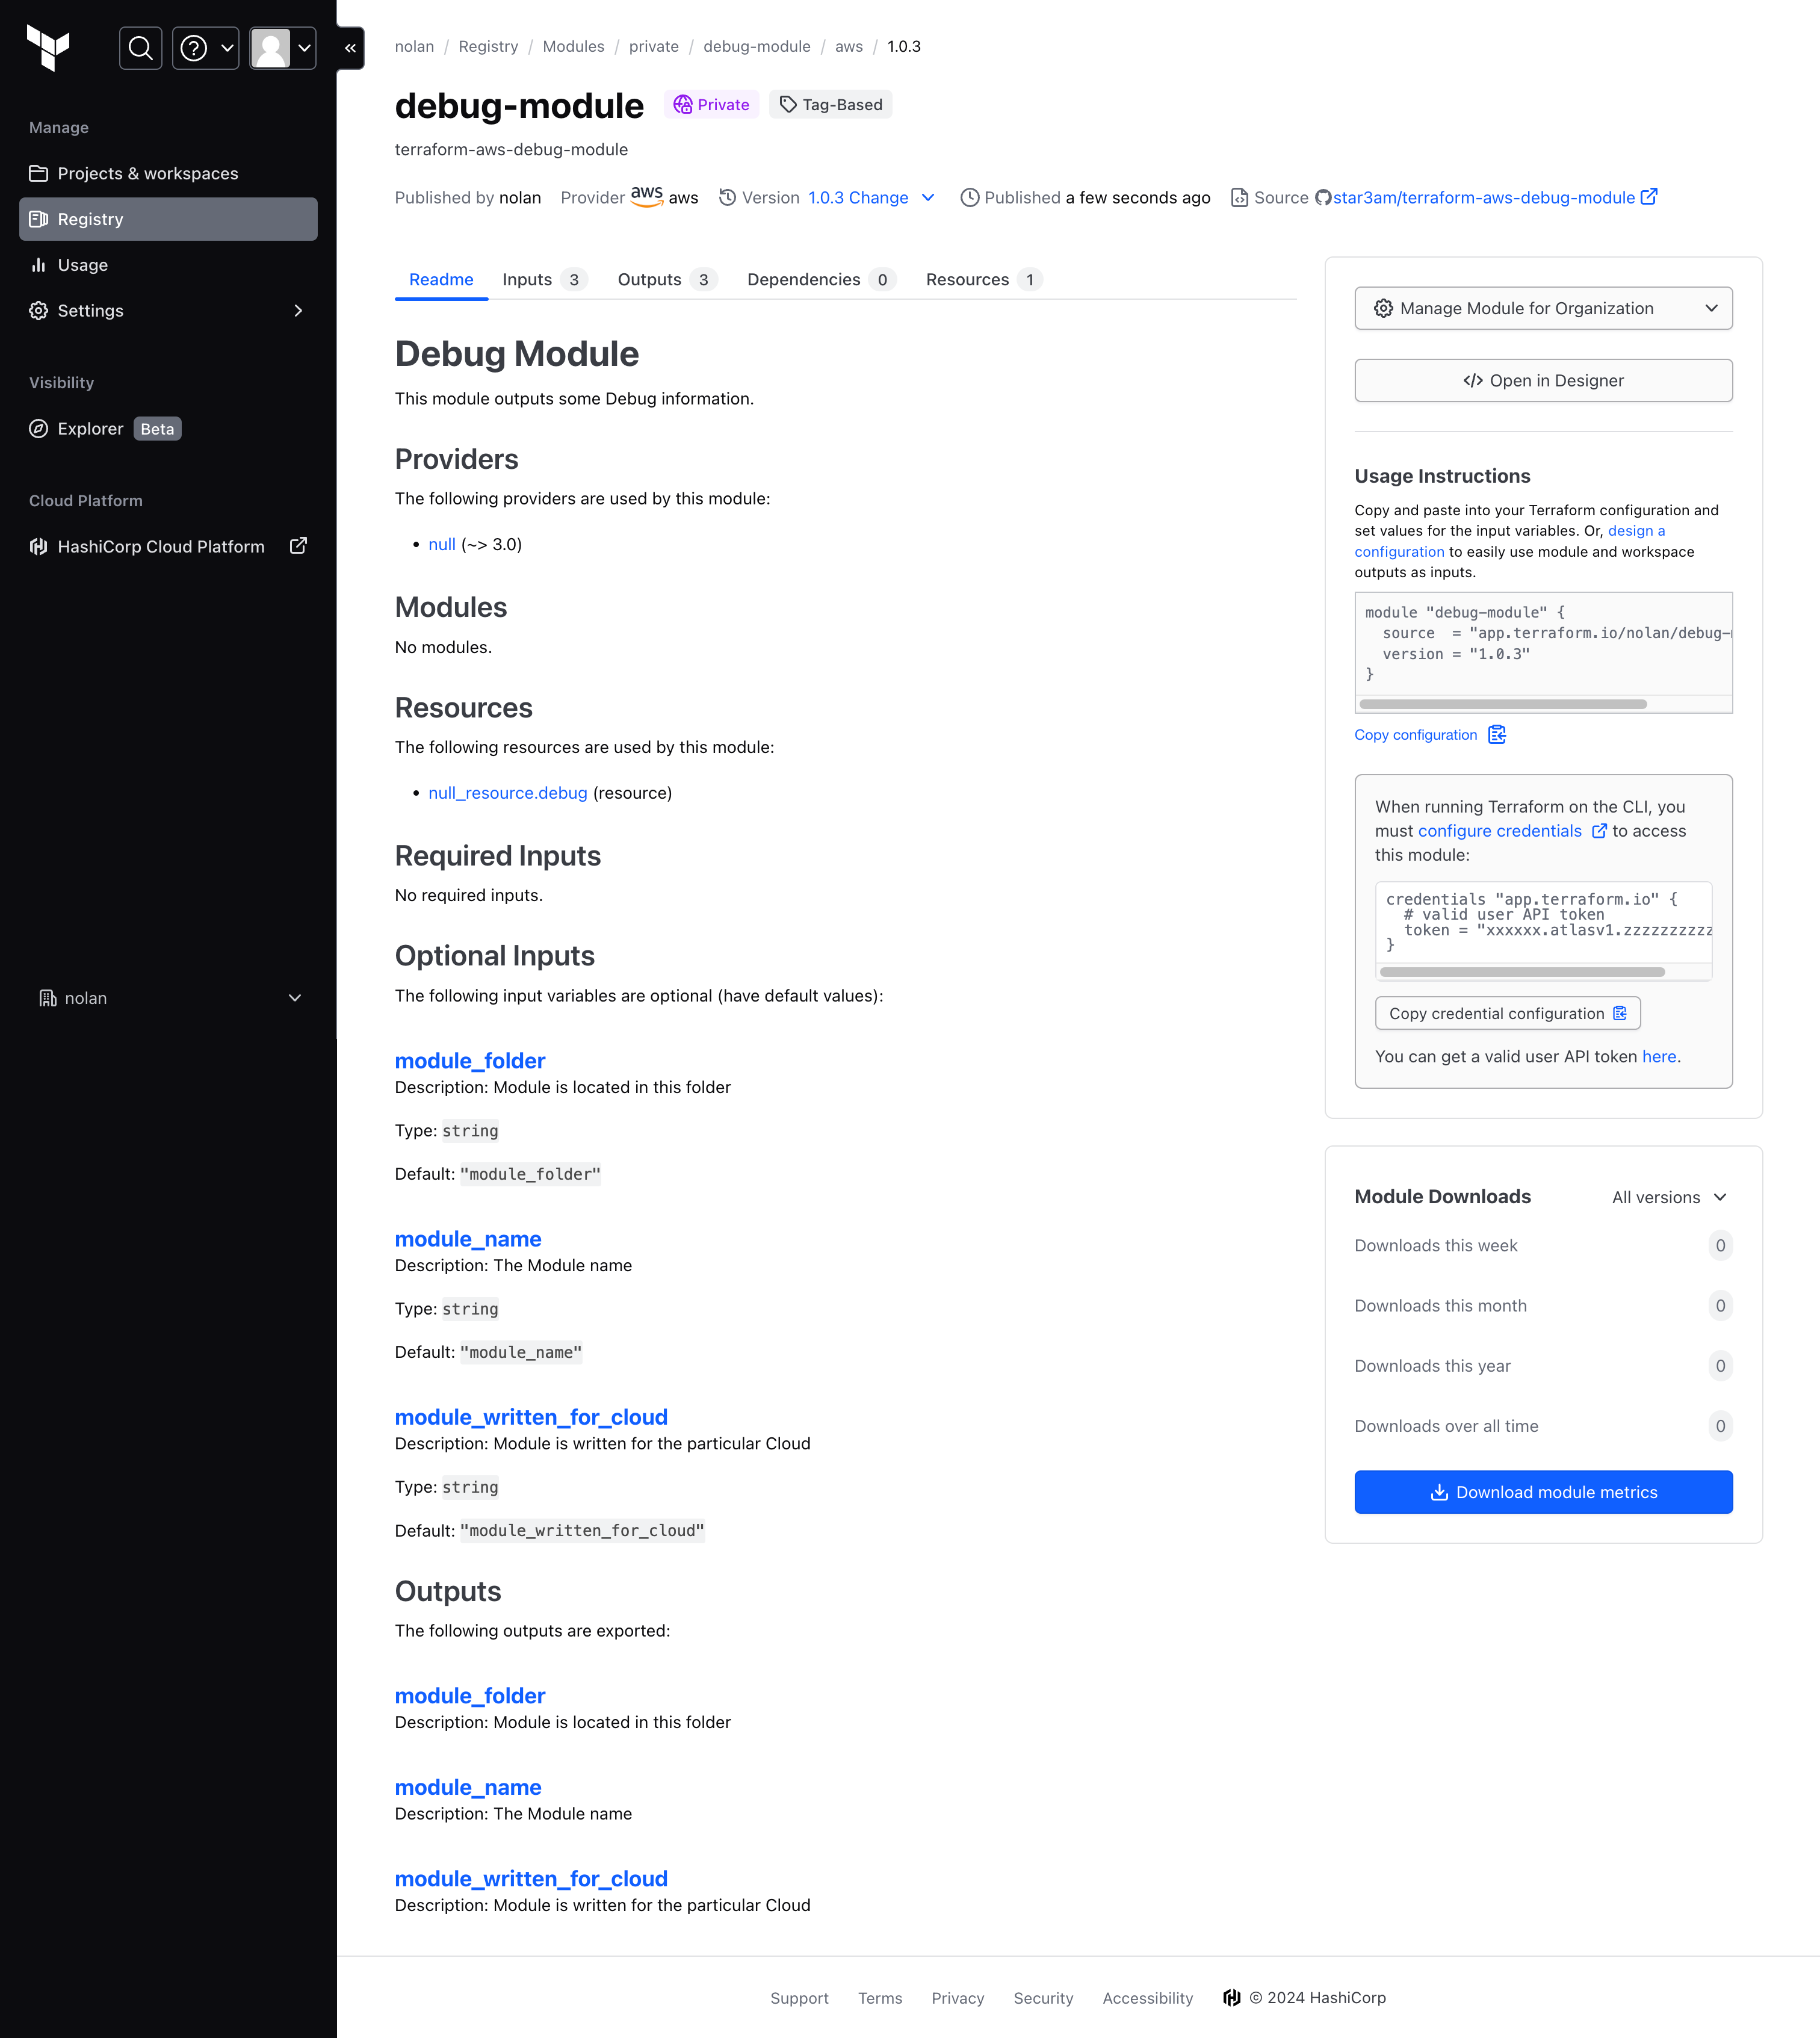 Manage
Projects & workspaces
Registry
Usage
Settings
Visibility
Explorer Beta
Cloud Platform
HashiCorp Cloud Platform
nolan
nolan / Registry / Modules / private / debug-module / aws / 1.0.3
debug-module Private Tag-Based
terraform-aws-debug-module
Published by nolan Provider aws aws Version 1.0.3 Change Published a few seconds ago Source star3am/terraform-aws-debug-module
Readme Inputs 3 Outputs 3 Dependencies 0 Resources 1
Debug Module
This module outputs some Debug information.
Providers
The following providers are used by this module:
• null (~> 3.0)
Modules
No modules.
Resources
The following resources are used by this module:
• null_resource.debug (resource)
Required Inputs
No required inputs.
Optional Inputs
The following input variables are optional (have default values):
module_folder
Description: Module is located in this folder
Type: string
Default: "module_folder"
module_name
Description: The Module name
Type: string
Default: "module_name"
module_written_for_cloud
Description: Module is written for the particular Cloud
Type: string
Default: "module_written_for_cloud"
Outputs
The following outputs are exported:
module_folder
Description: Module is located in this folder
module_name
Description: The Module name
module_written_for_cloud
Description: Module is written for the particular Cloud
Manage Module for Organization
</> Open in Designer
Usage Instructions
Copy and paste into your Terraform configuration and
set values for the input variables. Or, design a
configuration to easily use module and workspace
outputs as inputs.
module "debug-module" {
source = "app.terraform.io/nolan/debug-
version = "1.0.3"
}
Copy configuration
When running Terraform on the CLI, you
must configure credentials to access
this module:
credentials "app.terraform.io" {
# valid user API token
token = "xxxxxx.atlasv1.zzzzzzzzzz
}
Copy credential configuration
You can get a valid user API token here.
Module Downloads All versions
Downloads this week 0
Downloads this month 0
Downloads this year 0
Downloads over all time 0
Download module metrics
Support Terms Privacy Security Accessibility © 2024 HashiCorp